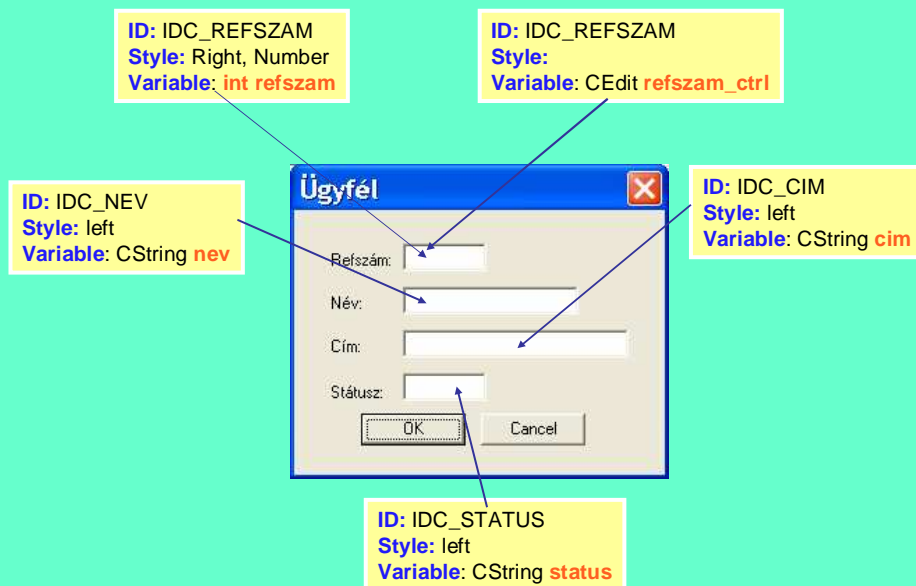 ID: IDC_REFSZAM
Style: Right, Number
Variable: int refszam
ID: IDC_REFSZAM
Style:
Variable: CEdit refszam_ctrl
ID: IDC_NEV
Style: left
Variable: CString nev
ID: IDC_CIM
Style: left
Variable: CString cim
Ügyfél
Refszám:
Név:
Cím:
Státusz:
OK
Cancel
ID: IDC_STATUS
Style: left
Variable: CString status